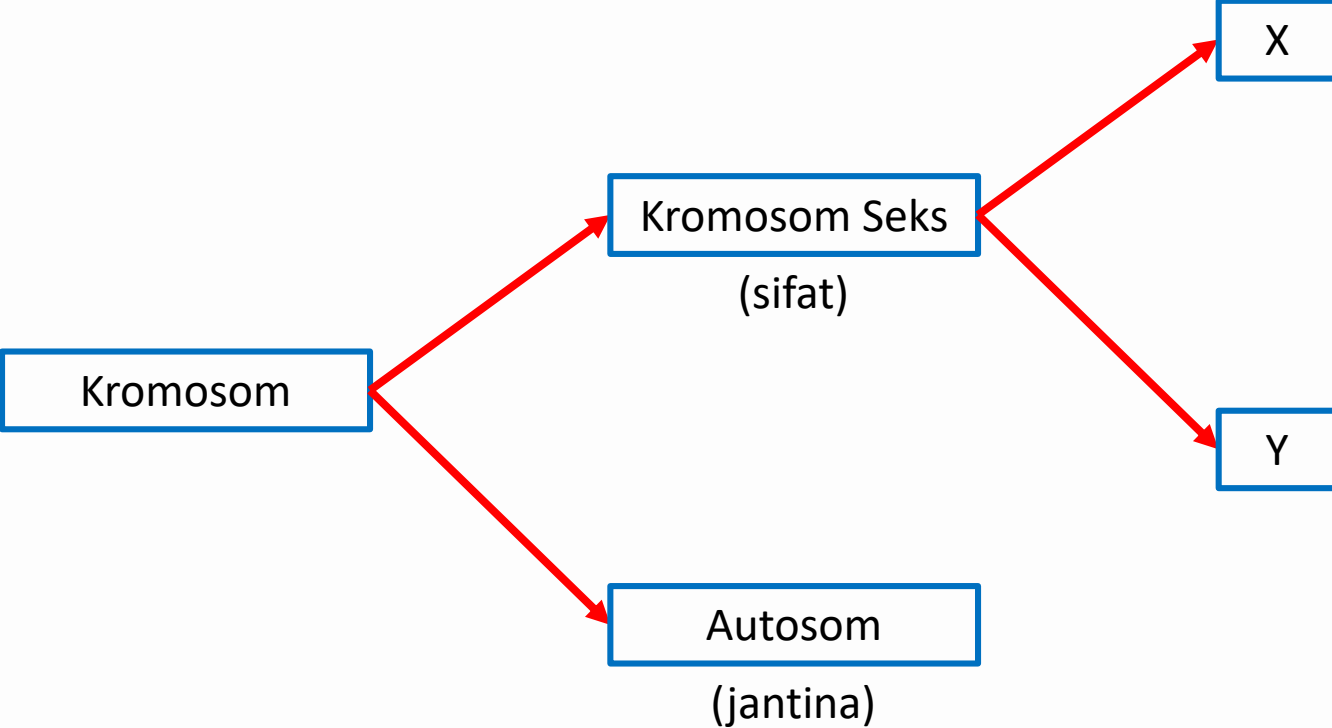 X
Kromosom Seks
(sifat)
Kromosom
Y
Autosom
(jantina)